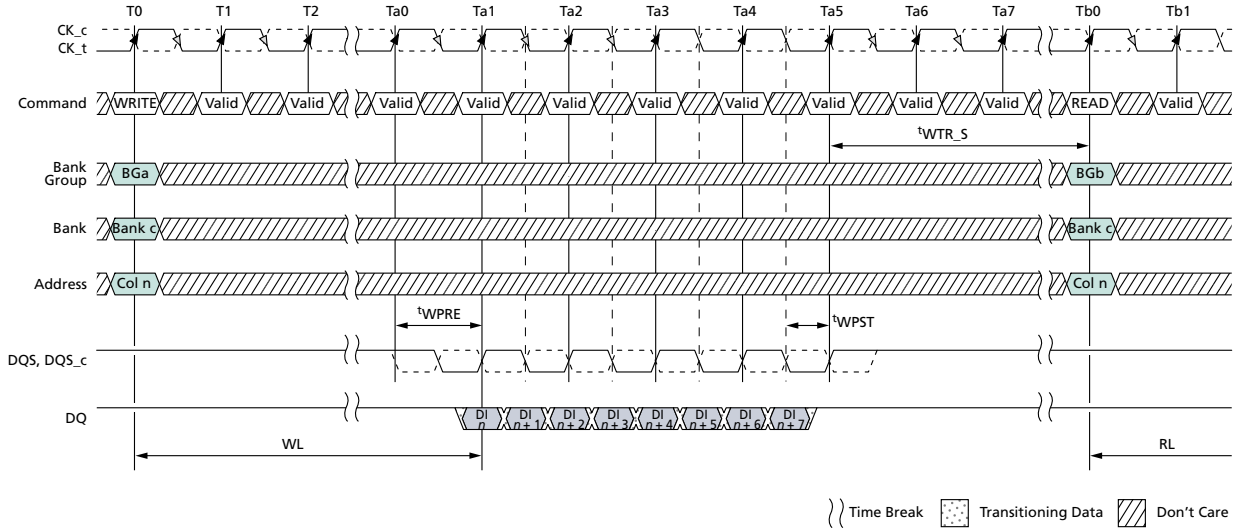 T0 T1 T2 Ta0 Ta1 Ta2 Ta3 Ta4 Ta5 Ta6 Ta7 Tb0 Tb1
CK_c
CK_t
Command WRITE Valid Valid Valid Valid Valid Valid Valid Valid Valid Valid READ Valid
tWTR_S
Bank
Group BGa BGb
Bank Bank c Bank c
Address Col n Col n
tWPRE tWPST
DQS, DQS_c
DQ DI n DI n + 1 DI n + 2 DI n + 3 DI n + 4 DI n + 5 DI n + 6 DI n + 7
WL RL
Time Break Transitioning Data Don't Care